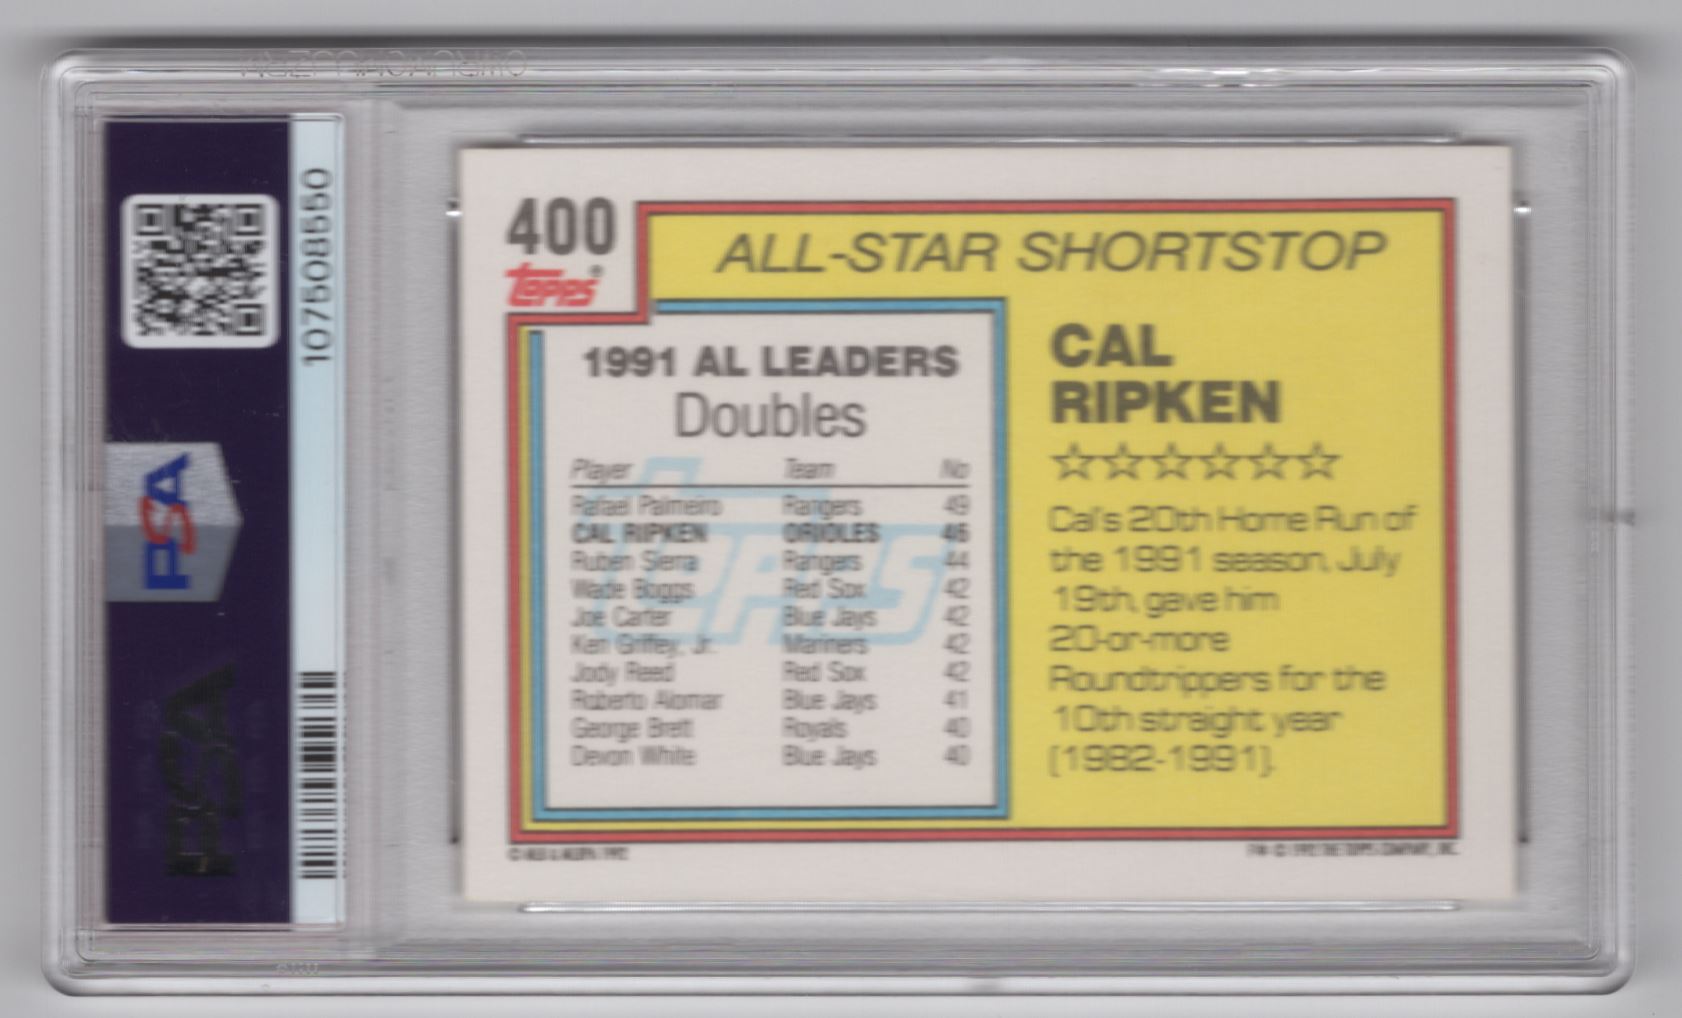 107508550
PSA
PSA
400
Topps®
ALL-STAR SHORTSTOP
1991 AL LEADERS
Doubles
Player Team No
Rafael Palmeiro Rangers 49
CAL RIPKEN ORIOLES 46
Ruben Sierra Rangers 44
Wade Boggs Red Sox 42
Joe Carter Blue Jays 42
Ken Griffey, Jr. Mariners 42
Jody Reed Red Sox 42
Roberto Alomar Blue Jays 41
George Brett Royals 40
Devon White Blue Jays 40
Topps
CAL
RIPKEN
Cal's 20th Home Run of
the 1991 season, July
19th, gave him
20-or-more
Roundtrippers for the
10th straight year
(1982-1991).